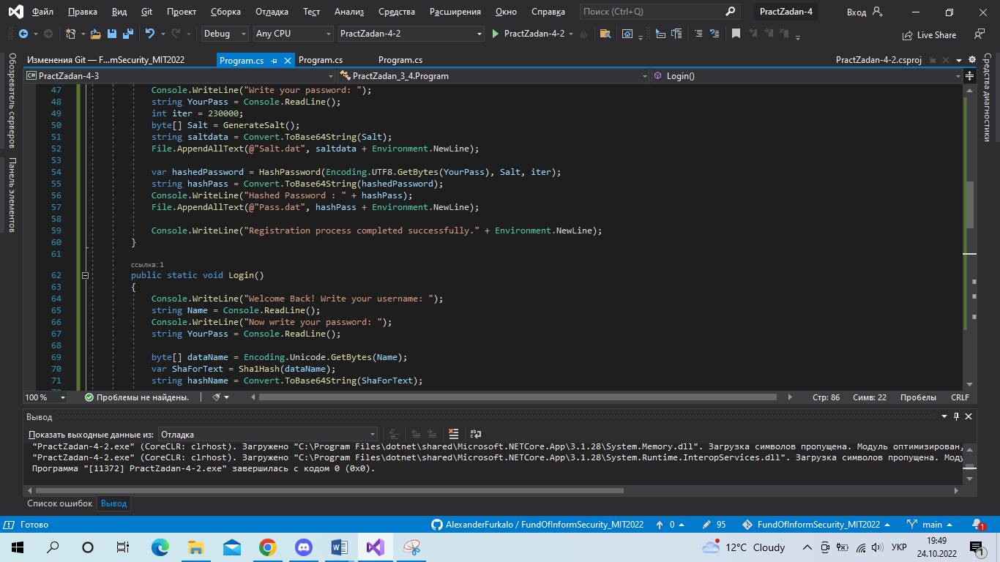 Файл Правка Вид Git Проект Сборка Отладка Тест Анализ Средства Расширения Окно Справка Поиск (Ctrl+Q) PractZadan-4 Вход
Debug Any CPU PractZadan-4-2 PractZadan-4-2 Live Share
Изменения Git — F...mSecurity_MIT2022 Program.cs Program.cs Program.cs PractZadan-4-2.csproj
C# PractZadan-4-3 PractZadan_3_4.Program Login()
Обозреватель серверов
Панель элементов
Средства диагностики
47 Console.WriteLine("Write your password: ");
48 string YourPass = Console.ReadLine();
49 int iter = 230000;
50 byte[] Salt = GenerateSalt();
51 string saltdata = Convert.ToBase64String(Salt);
52 File.AppendAllText(@"Salt.dat", saltdata + Environment.NewLine);
53
54 var hashedPassword = HashPassword(Encoding.UTF8.GetBytes(YourPass), Salt, iter);
55 string hashPass = Convert.ToBase64String(hashedPassword);
56 Console.WriteLine("Hashed Password : " + hashPass);
57 File.AppendAllText(@"Pass.dat", hashPass + Environment.NewLine);
58
59 Console.WriteLine("Registration process completed successfully." + Environment.NewLine);
60 }
61
ссылка: 1
62 public static void Login()
63 {
64 Console.WriteLine("Welcome Back! Write your username: ");
65 string Name = Console.ReadLine();
66 Console.WriteLine("Now write your password: ");
67 string YourPass = Console.ReadLine();
68
69 byte[] dataName = Encoding.Unicode.GetBytes(Name);
70 var ShaForText = Sha1Hash(dataName);
71 string hashName = Convert.ToBase64String(ShaForText);
100 % Проблемы не найдены. Стр: 86 Симв: 22 Пробелы CRLF
Вывод
Показать выходные данные из: Отладка
"PractZadan-4-2.exe" (CoreCLR: clrhost). Загружено "C:\Program Files\dotnet\shared\Microsoft.NETCore.App\3.1.28\System.Memory.dll". Загрузка символов пропущена. Модуль оптимизирован,
"PractZadan-4-2.exe" (CoreCLR: clrhost). Загружено "C:\Program Files\dotnet\shared\Microsoft.NETCore.App\3.1.28\System.Runtime.InteropServices.dll". Загрузка символов пропущена. Моду
Программа "[11372] PractZadan-4-2.exe" завершилась с кодом 0 (0x0).
Список ошибок Вывод
Готово AlexanderFurkalo / FundOfInformSecurity_MIT2022 0 95 FundOfInformSecurity_MIT2022 main 1
12°C Cloudy УКР 19:49
24.10.2022 1